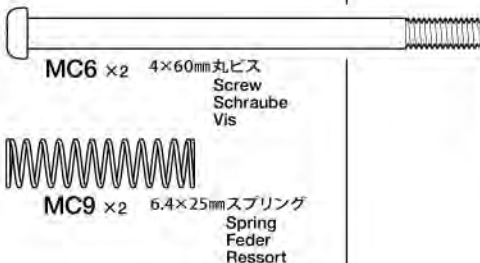 MC6 ×2 4×60㎜丸ビス
Screw
Schraube
Vis
MC9 ×2 6.4×25㎜スプリング
Spring
Feder
Ressort